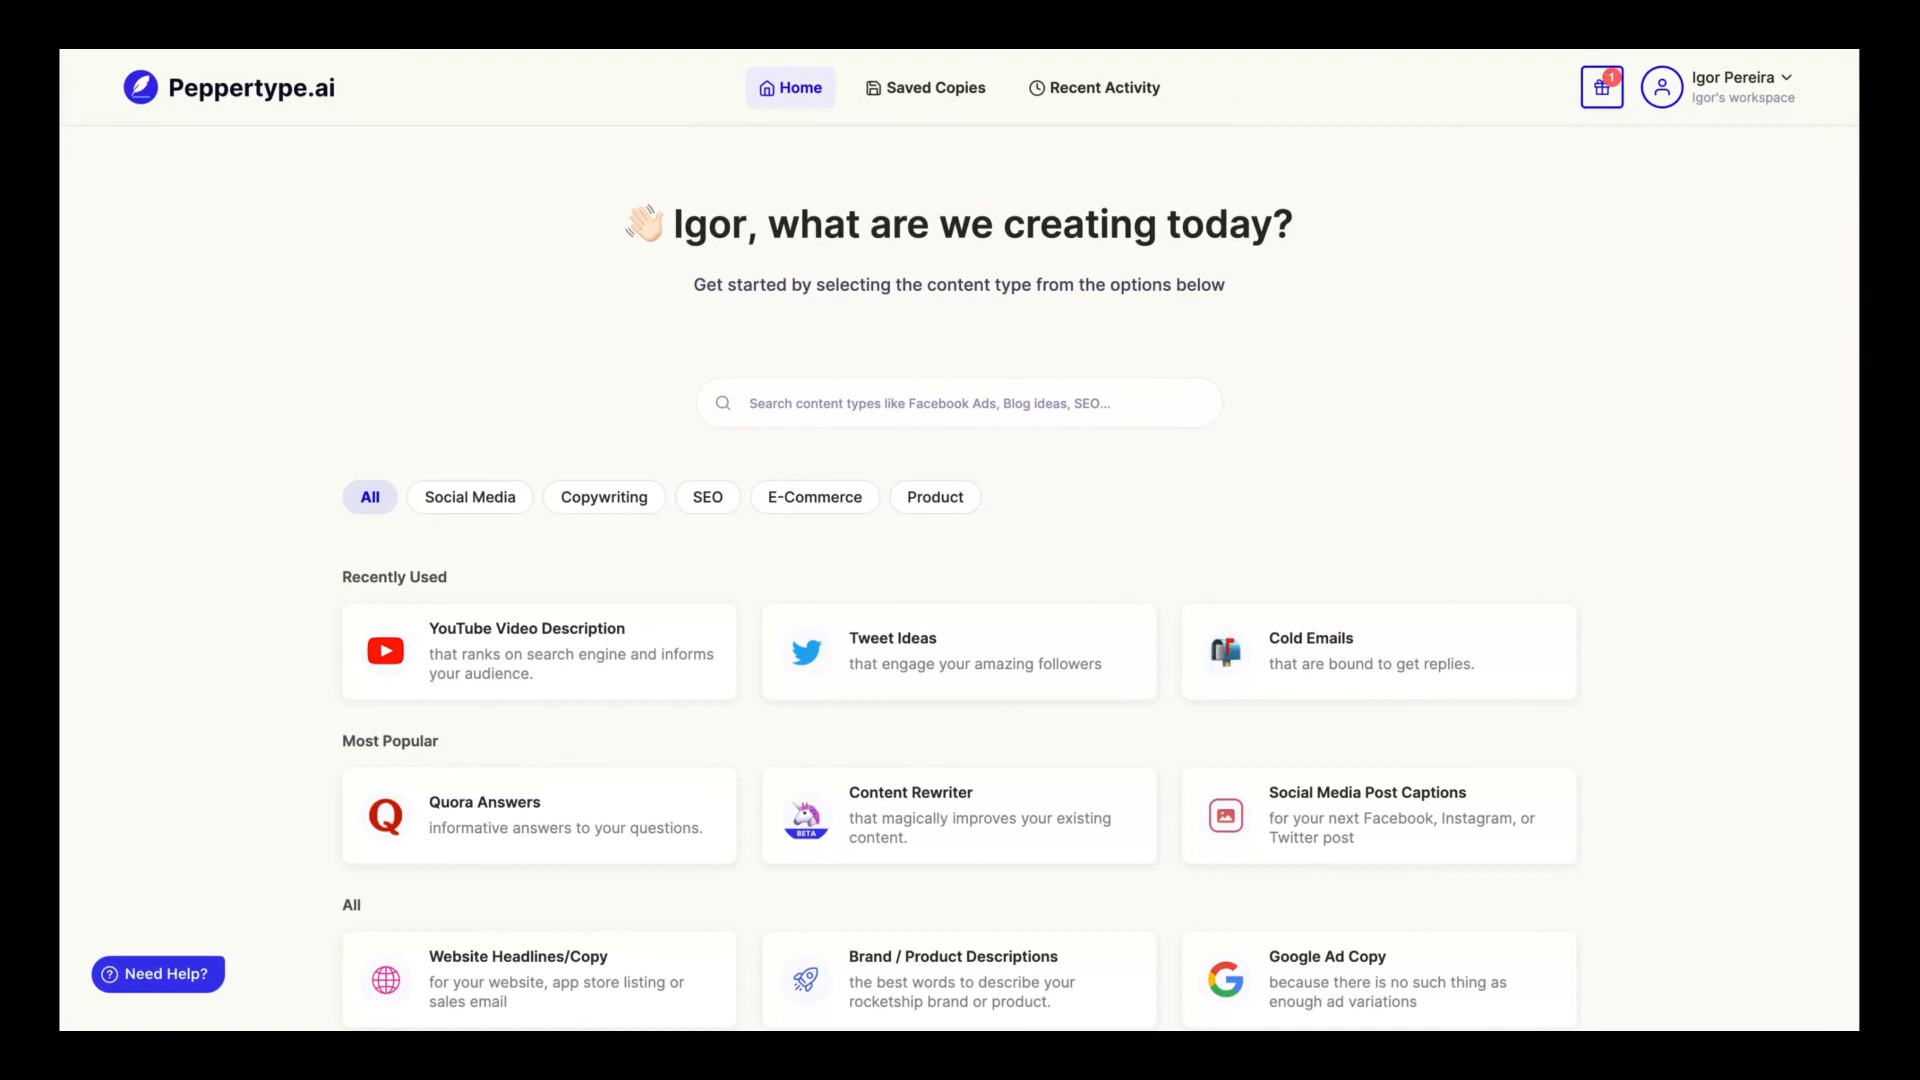 Peppertype.ai
Home
Saved Copies
Recent Activity
1
Igor Pereira
Igor's workspace
👋🏻 Igor, what are we creating today?
Get started by selecting the content type from the options below
Search content types like Facebook Ads, Blog ideas, SEO...
All
Social Media
Copywriting
SEO
E-Commerce
Product
Recently Used
YouTube Video Description
that ranks on search engine and informs
your audience.
Tweet Ideas
that engage your amazing followers
Cold Emails
that are bound to get replies.
Most Popular
Quora Answers
informative answers to your questions.
BETA
Content Rewriter
that magically improves your existing
content.
Social Media Post Captions
for your next Facebook, Instagram, or
Twitter post
All
Website Headlines/Copy
for your website, app store listing or
sales email
Brand / Product Descriptions
the best words to describe your
rocketship brand or product.
Google Ad Copy
because there is no such thing as
enough ad variations
Need Help?